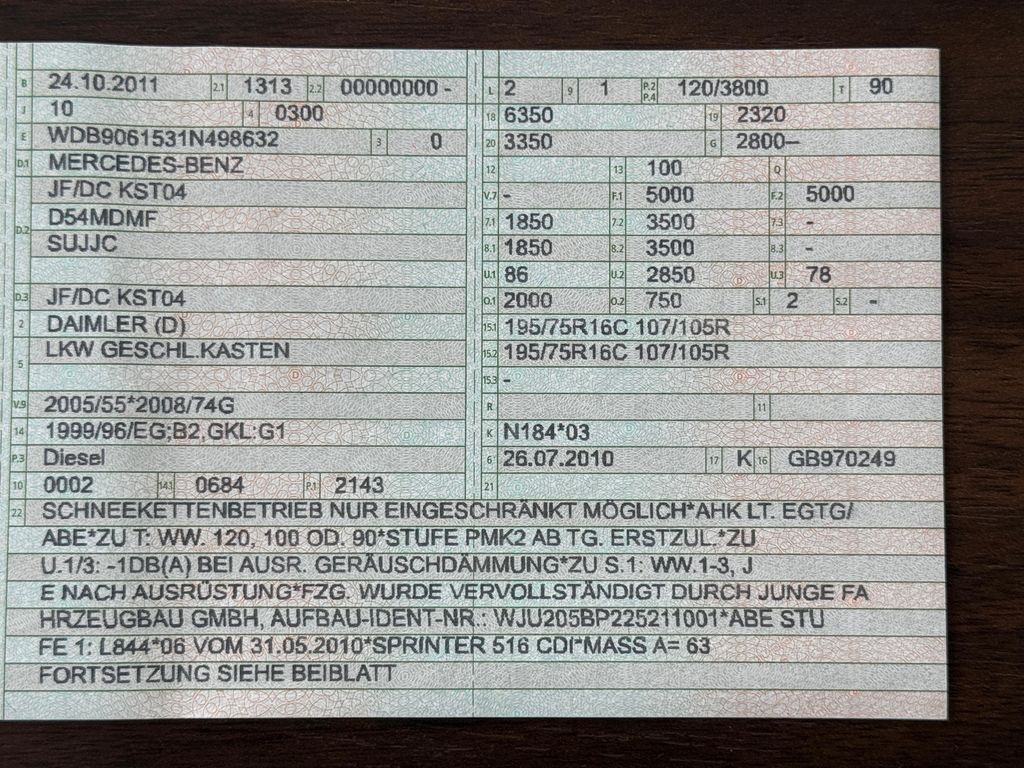 B 24.10.2011 2.1 1313 2.2 00000000 - L 2 9 1 P.2 P.4 120/3800 T 90
J 10 4 0300 18 6350 19 2320
E WDB9061531N498632 3 0 20 3350 G 2800–
D.1 MERCEDES-BENZ 12 13 100 Q
JF/DC KST04 V.7 - F.1 5000 F.2 5000
D.2 D54MDMF 7.1 1850 7.2 3500 7.3 -
SUJJC 8.1 1850 8.2 3500 8.3 -
U.1 86 U.2 2850 U.3 78
D.3 JF/DC KST04 O.1 2000 O.2 750 S.1 2 S.2 -
2 DAIMLER (D) 15.1 195/75R16C 107/105R
5 LKW GESCHL.KASTEN 15.2 195/75R16C 107/105R
15.3 -
V.9 2005/55*2008/74G R 11
14 1999/96/EG;B2,GKL:G1 K N184*03
P.3 Diesel 6 26.07.2010 17 K 16 GB970249
10 0002 14.1 0684 P.1 2143 21
22 SCHNEEKETTENBETRIEB NUR EINGESCHRÄNKT MÖGLICH*AHK LT. EGTG/
ABE*ZU T: WW. 120, 100 OD. 90*STUFE PMK2 AB TG. ERSTZUL.*ZU
U.1/3: -1DB(A) BEI AUSR. GERÄUSCHDÄMMUNG*ZU S.1: WW.1-3, J
E NACH AUSRÜSTUNG*FZG. WURDE VERVOLLSTÄNDIGT DURCH JUNGE FA
HRZEUGBAU GMBH, AUFBAU-IDENT-NR.: WJU205BP225211001*ABE STU
FE 1: L844*06 VOM 31.05.2010*SPRINTER 516 CDI*MASS A= 63
FORTSETZUNG SIEHE BEIBLATT